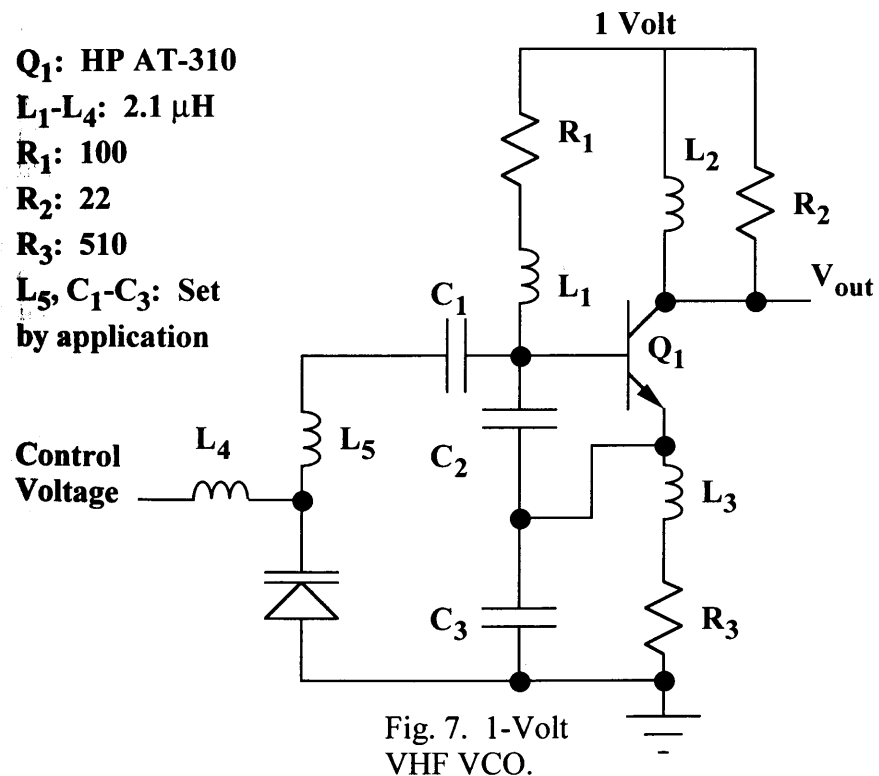 1 Volt
Q1: HP AT-310
L1-L4: 2.1 μH
R1: 100
R2: 22
R3: 510
L5, C1-C3: Set
by application
R1
L2
R2
L1
Vout
C1
Q1
L4
L5
Control
Voltage
C2
L3
C3
R3
Fig. 7. 1-Volt
VHF VCO.